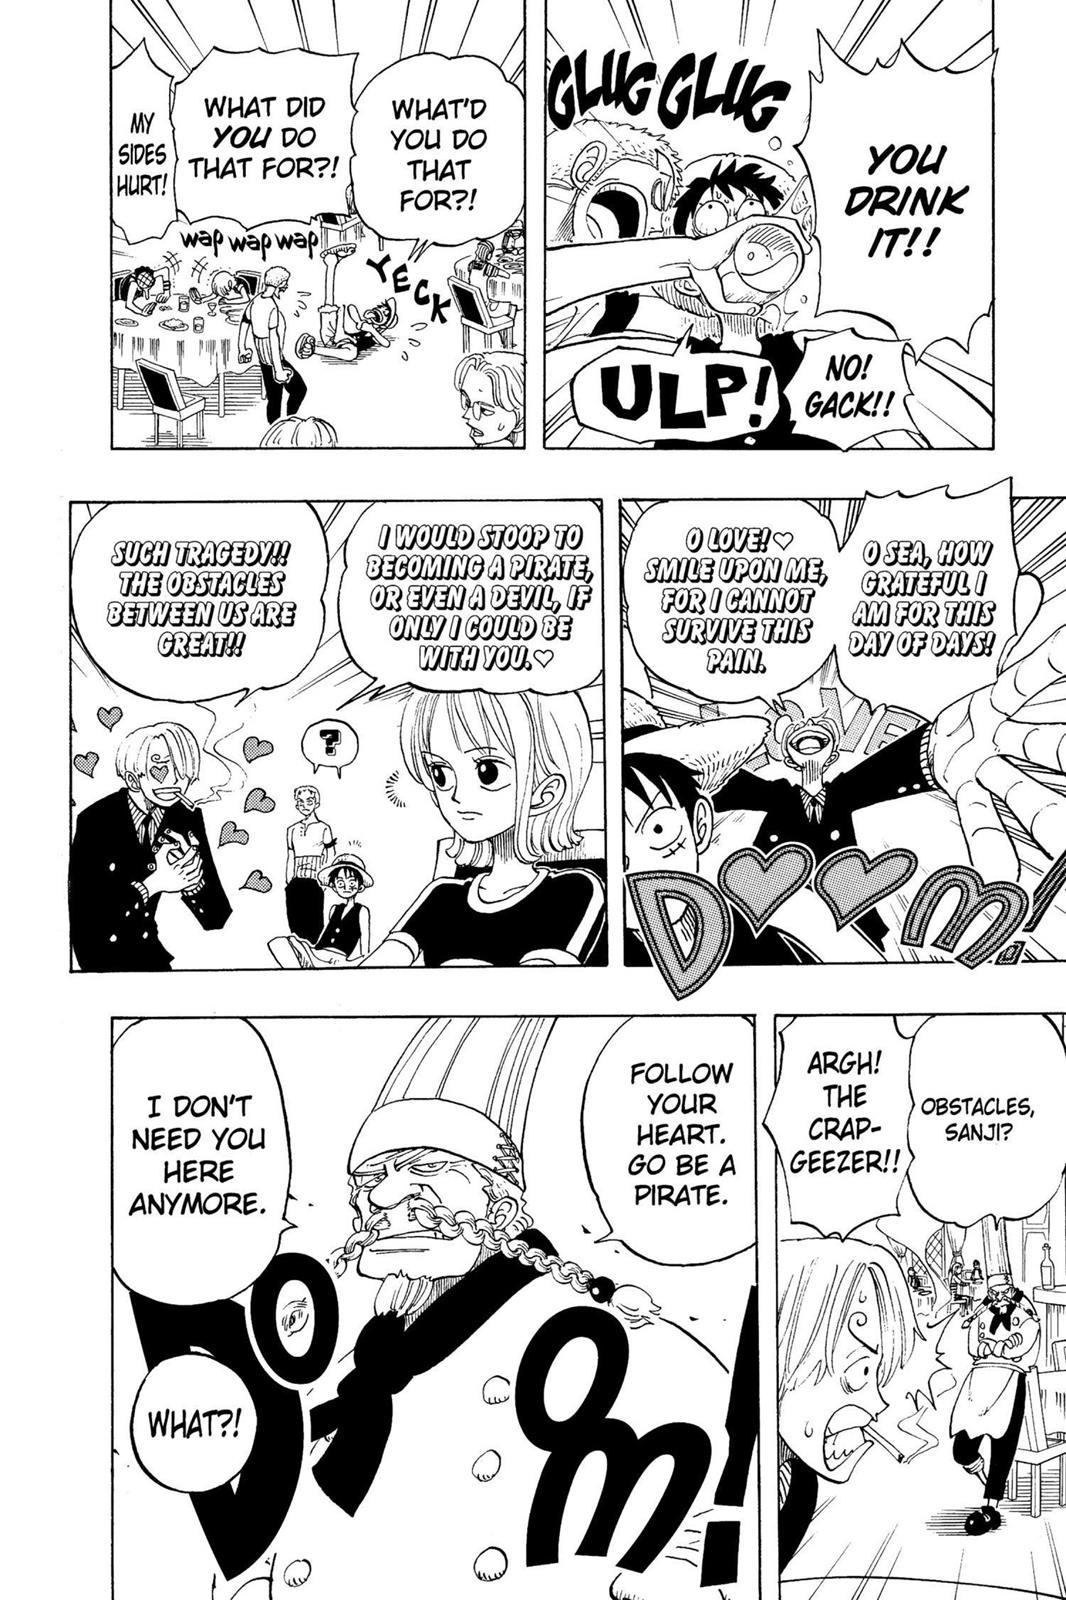 YOU
DRINK
IT!!
GLUG GLUG
ULP!
NO!
GACK!!
WHAT'D
YOU DO
THAT
FOR?!
WHAT DID
YOU DO
THAT FOR?!
MY
SIDES
HURT!
WAP WAP WAP
YECK
O SEA, HOW
GRATEFUL I
AM FOR THIS
DAY OF DAYS!
O LOVE! ♥
SMILE UPON ME,
FOR I CANNOT
SURVIVE THIS
PAIN.
D♥♥M!
I WOULD STOOP TO
BECOMING A PIRATE,
OR EVEN A DEVIL, IF
ONLY I COULD BE
WITH YOU.♥
SUCH TRAGEDY!!
THE OBSTACLES
BETWEEN US ARE
GREAT!!
?
OBSTACLES,
SANJI?
ARGH!
THE
CRAP-
GEEZER!!
FOLLOW
YOUR
HEART.
GO BE A
PIRATE.
I DON'T
NEED YOU
HERE
ANYMORE.
WHAT?!
DOOM!